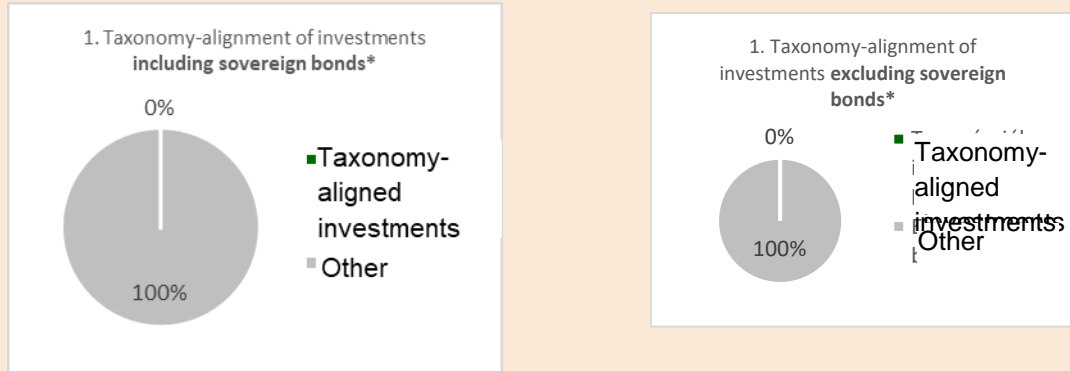 1. Taxonomy-alignment of investments
including sovereign bonds*
0%
100%
Taxonomy-
aligned
investments
Other
1. Taxonomy-alignment of
investments excluding sovereign
bonds*
0%
100%
Taxonomy-
aligned
investments
Other